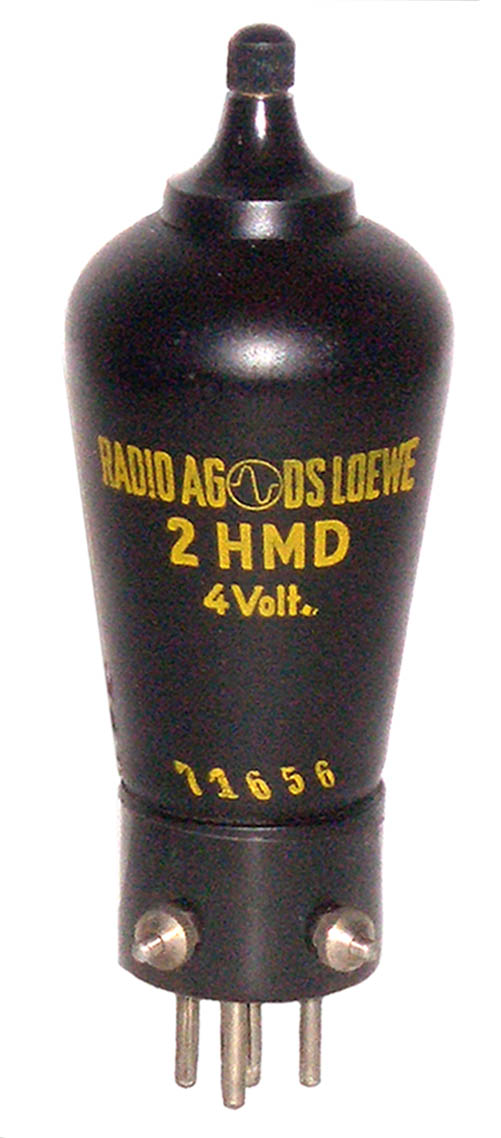 RADIO AG DS LOEWE
2 HMD
4 Volt.
71656